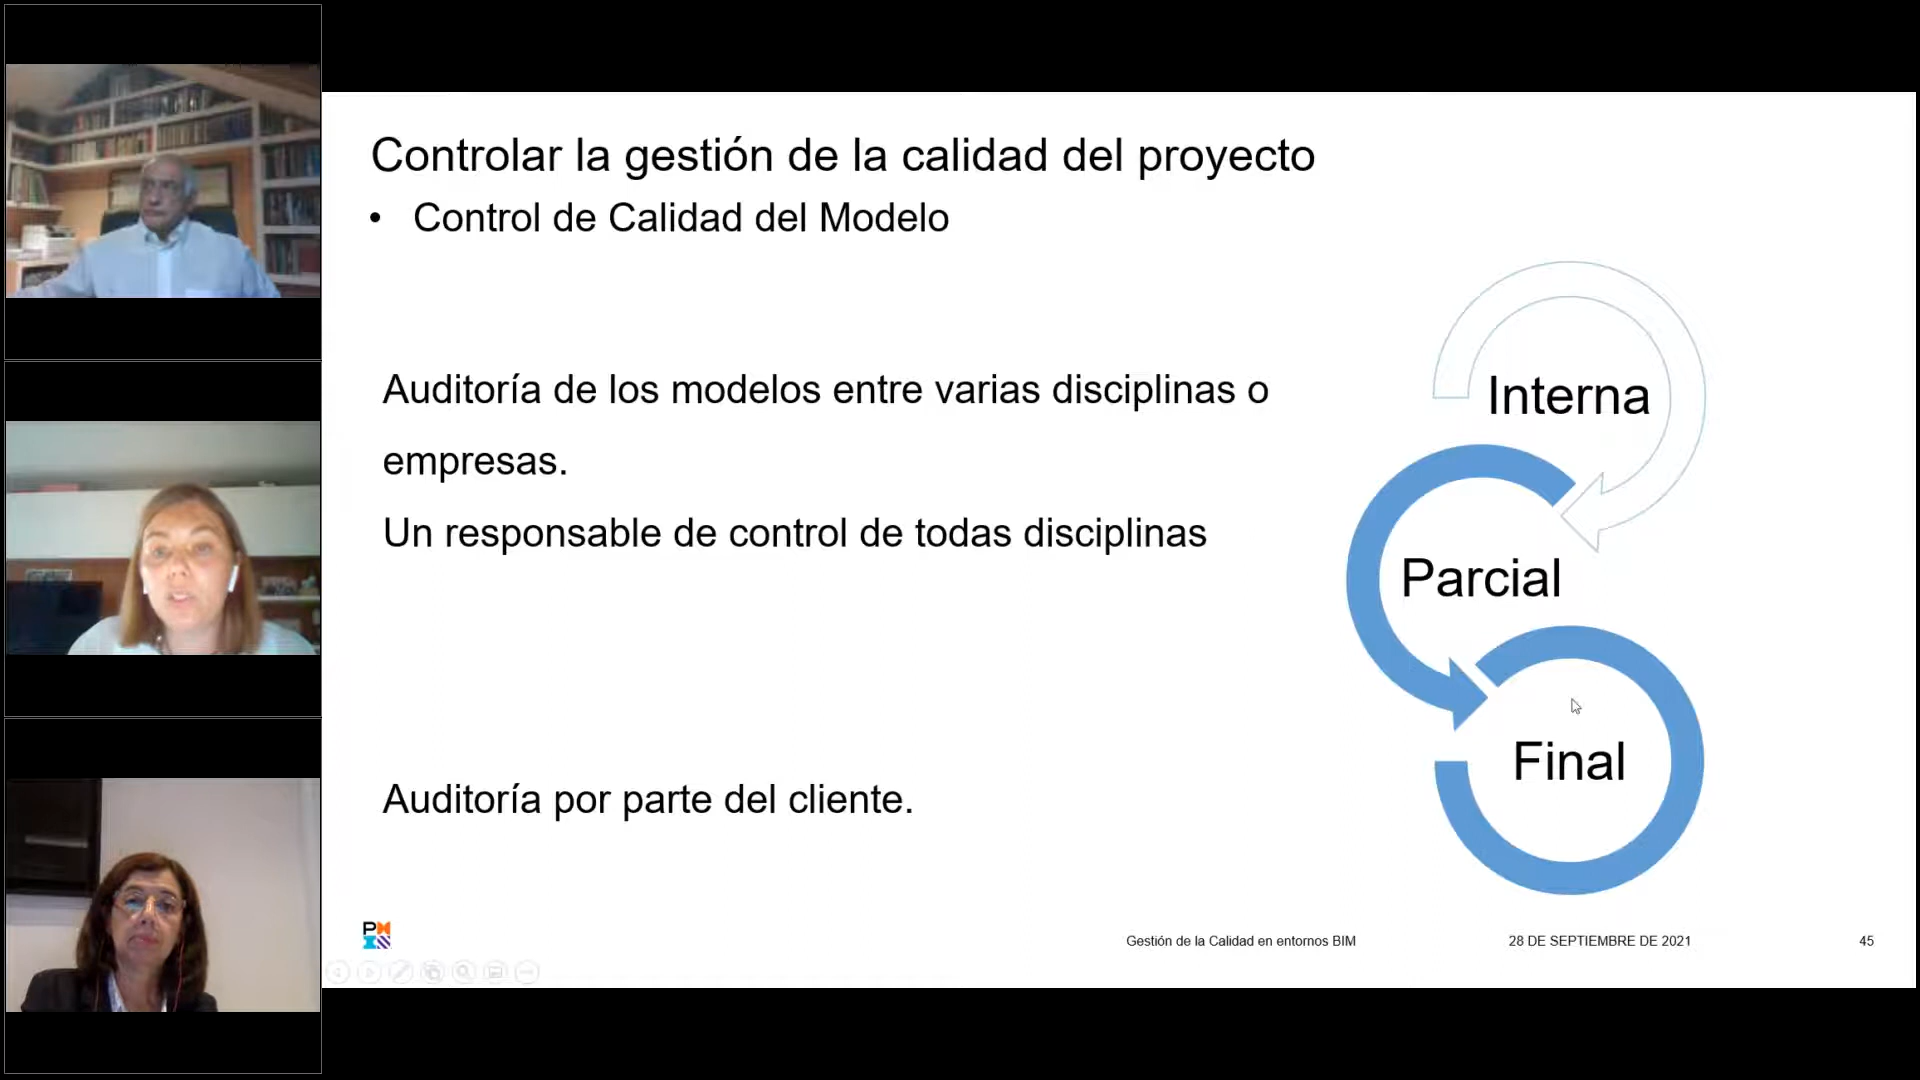 Controlar la gestión de la calidad del proyecto
• Control de Calidad del Modelo
Auditoría de los modelos entre varias disciplinas o
empresas.
Un responsable de control de todas disciplinas
Auditoría por parte del cliente.
Interna
Parcial
Final
PMI
Gestión de la Calidad en entornos BIM
28 DE SEPTIEMBRE DE 2021
45